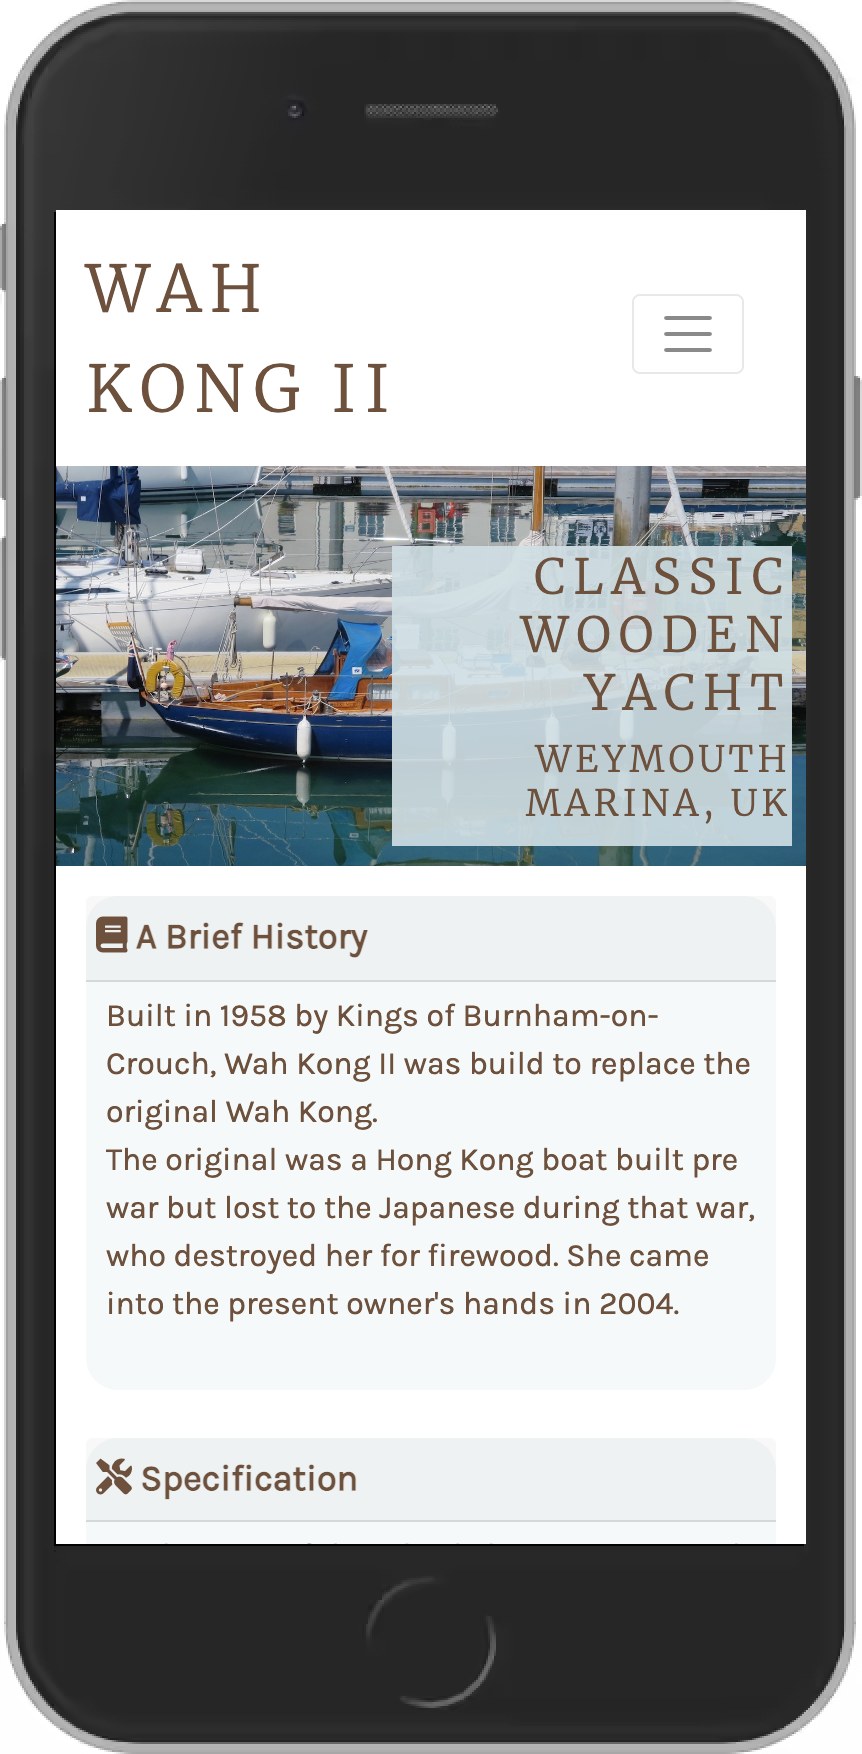 WAH
KONG II
CLASSIC
WOODEN
YACHT
WEYMOUTH
MARINA, UK
A Brief History
Built in 1958 by Kings of Burnham-on-
Crouch, Wah Kong II was build to replace the
original Wah Kong.
The original was a Hong Kong boat built pre
war but lost to the Japanese during that war,
who destroyed her for firewood. She came
into the present owner's hands in 2004.
Specification